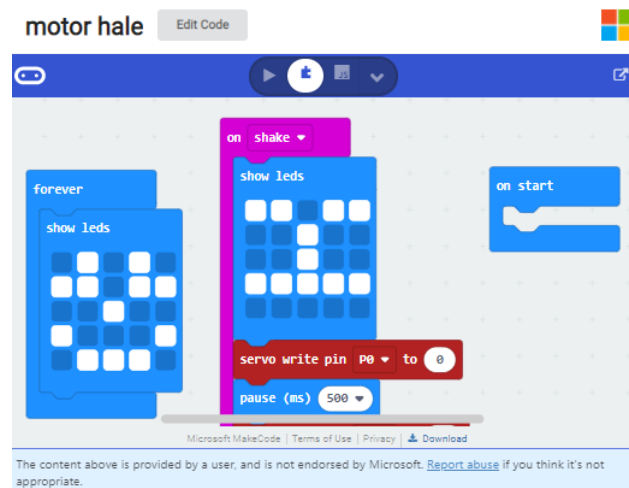 motor hale Edit Code
JS
on shake
show leds
forever
show leds
on start
servo write pin P0 to 0
pause (ms) 500
Microsoft MakeCode | Terms of Use | Privacy | Download
The content above is provided by a user, and is not endorsed by Microsoft. Report abuse if you think it's not
appropriate.